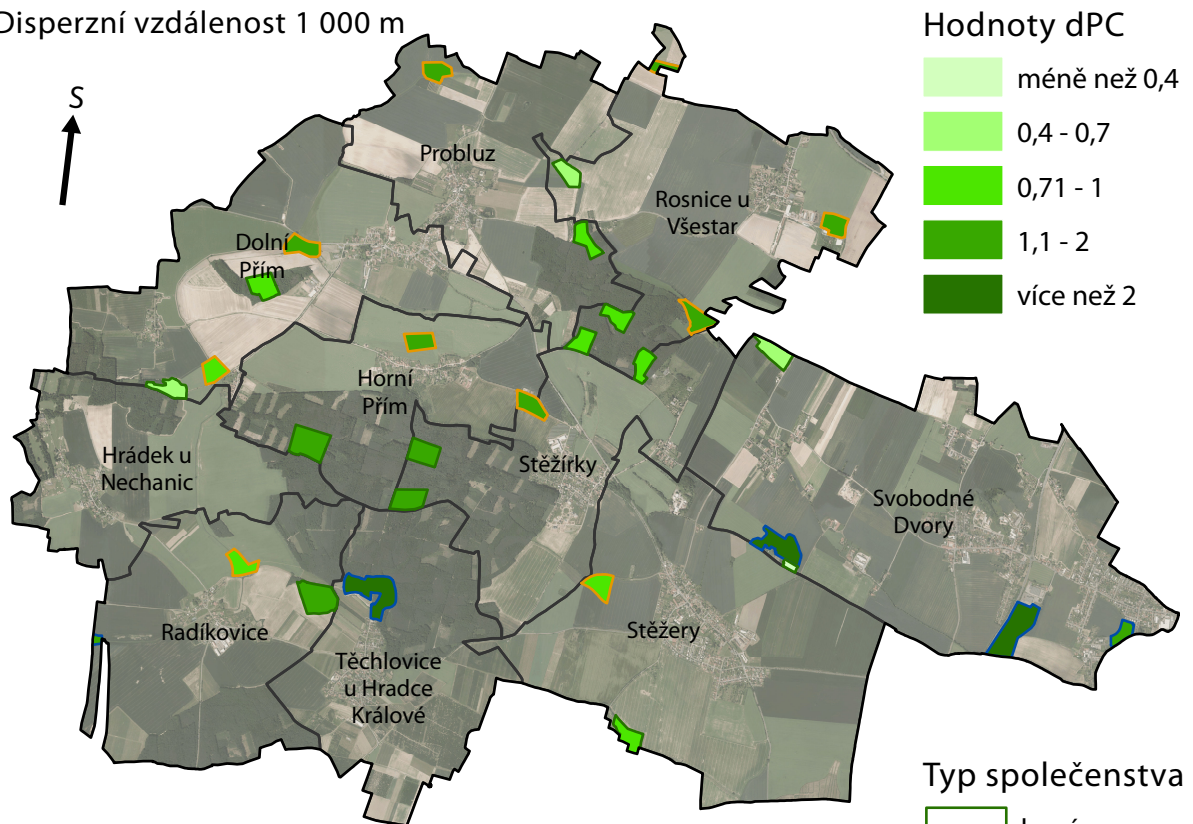 Disperzní vzdálenost 1 000 m
S
Hodnoty dPC
méně než 0,4
0,4 - 0,7
0,71 - 1
1,1 - 2
více než 2
Probluz
Rosnice u
Všestar
Dolní
Přím
Horní
Přím
Hrádek u
Nechanic
Stěžírky
Svobodné
Dvory
Radíkovice
Stěžery
Těchlovice
u Hradce
Králové
Typ společenstva